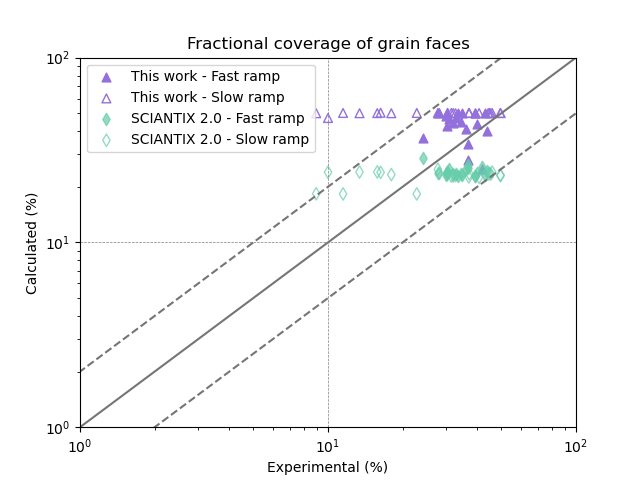 Fractional coverage of grain faces
This work - Fast ramp
This work - Slow ramp
SCIANTIX 2.0 - Fast ramp
SCIANTIX 2.0 - Slow ramp
Calculated (%)
10²
10¹
10⁰
10⁰ 10¹ 10²
Experimental (%)